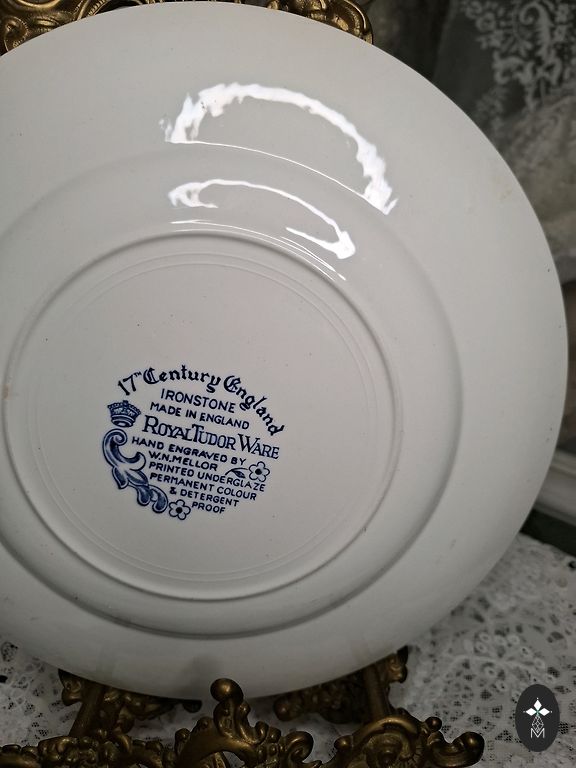 17TH Century England
IRONSTONE
MADE IN ENGLAND
ROYAL TUDOR WARE
HAND ENGRAVED BY
W.N.MELLOR
PRINTED UNDERGLAZE
PERMANENT COLOUR
& DETERGENT
PROOF
M